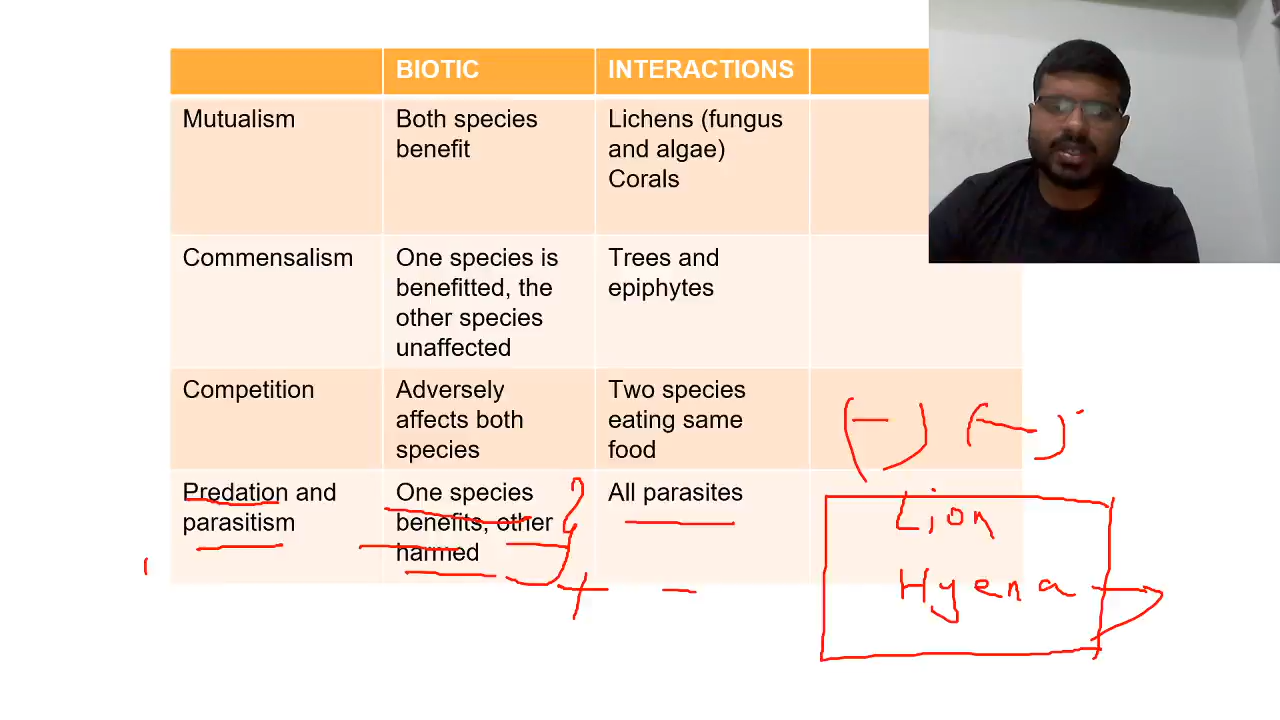 BIOTIC INTERACTIONS
Mutualism
Both species
benefit
Lichens (fungus
and algae)
Corals
Commensalism
One species is
benefitted, the
other species
unaffected
Trees and
epiphytes
Competition
Adversely
affects both
species
Two species
eating same
food
(-) (-)
Predation and
parasitism
One species
benefits, other
harmed
All parasites
+ -
Lion
Hyena